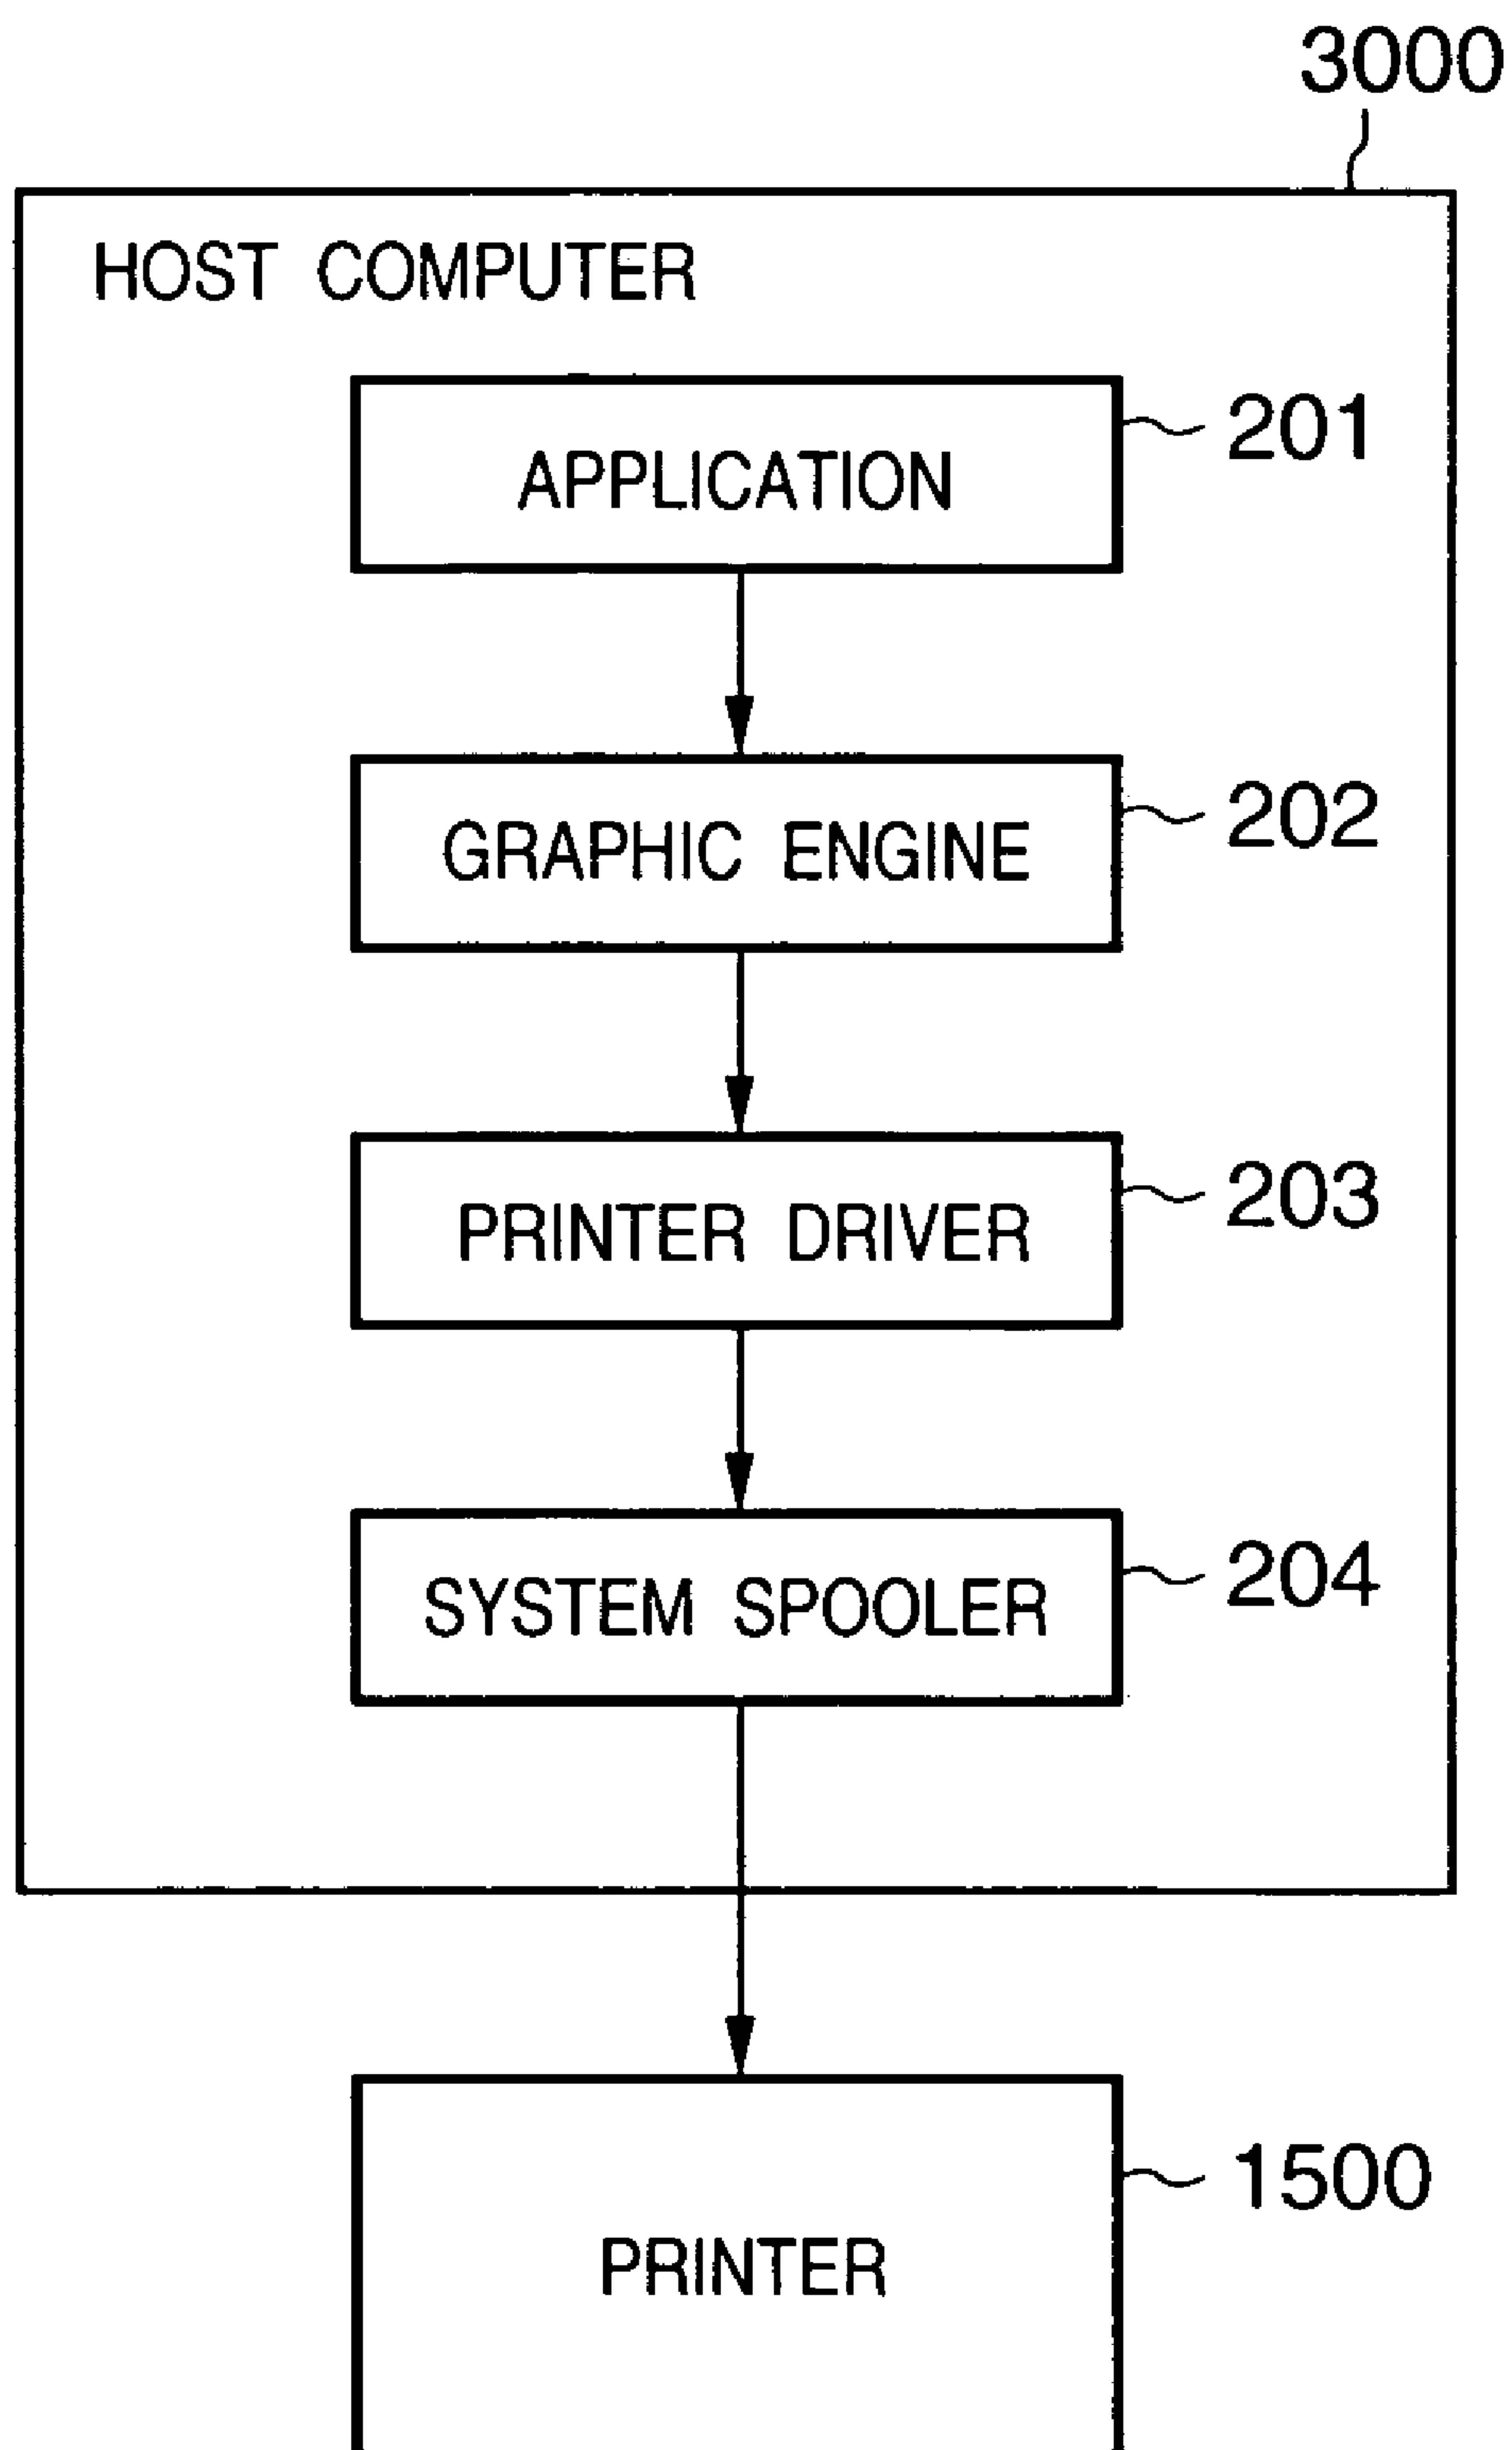 3000
HOST COMPUTER
201
APPLICATION
202
GRAPHIC ENGINE
203
PRINTER DRIVER
204
SYSTEM SPOOLER
1500
PRINTER